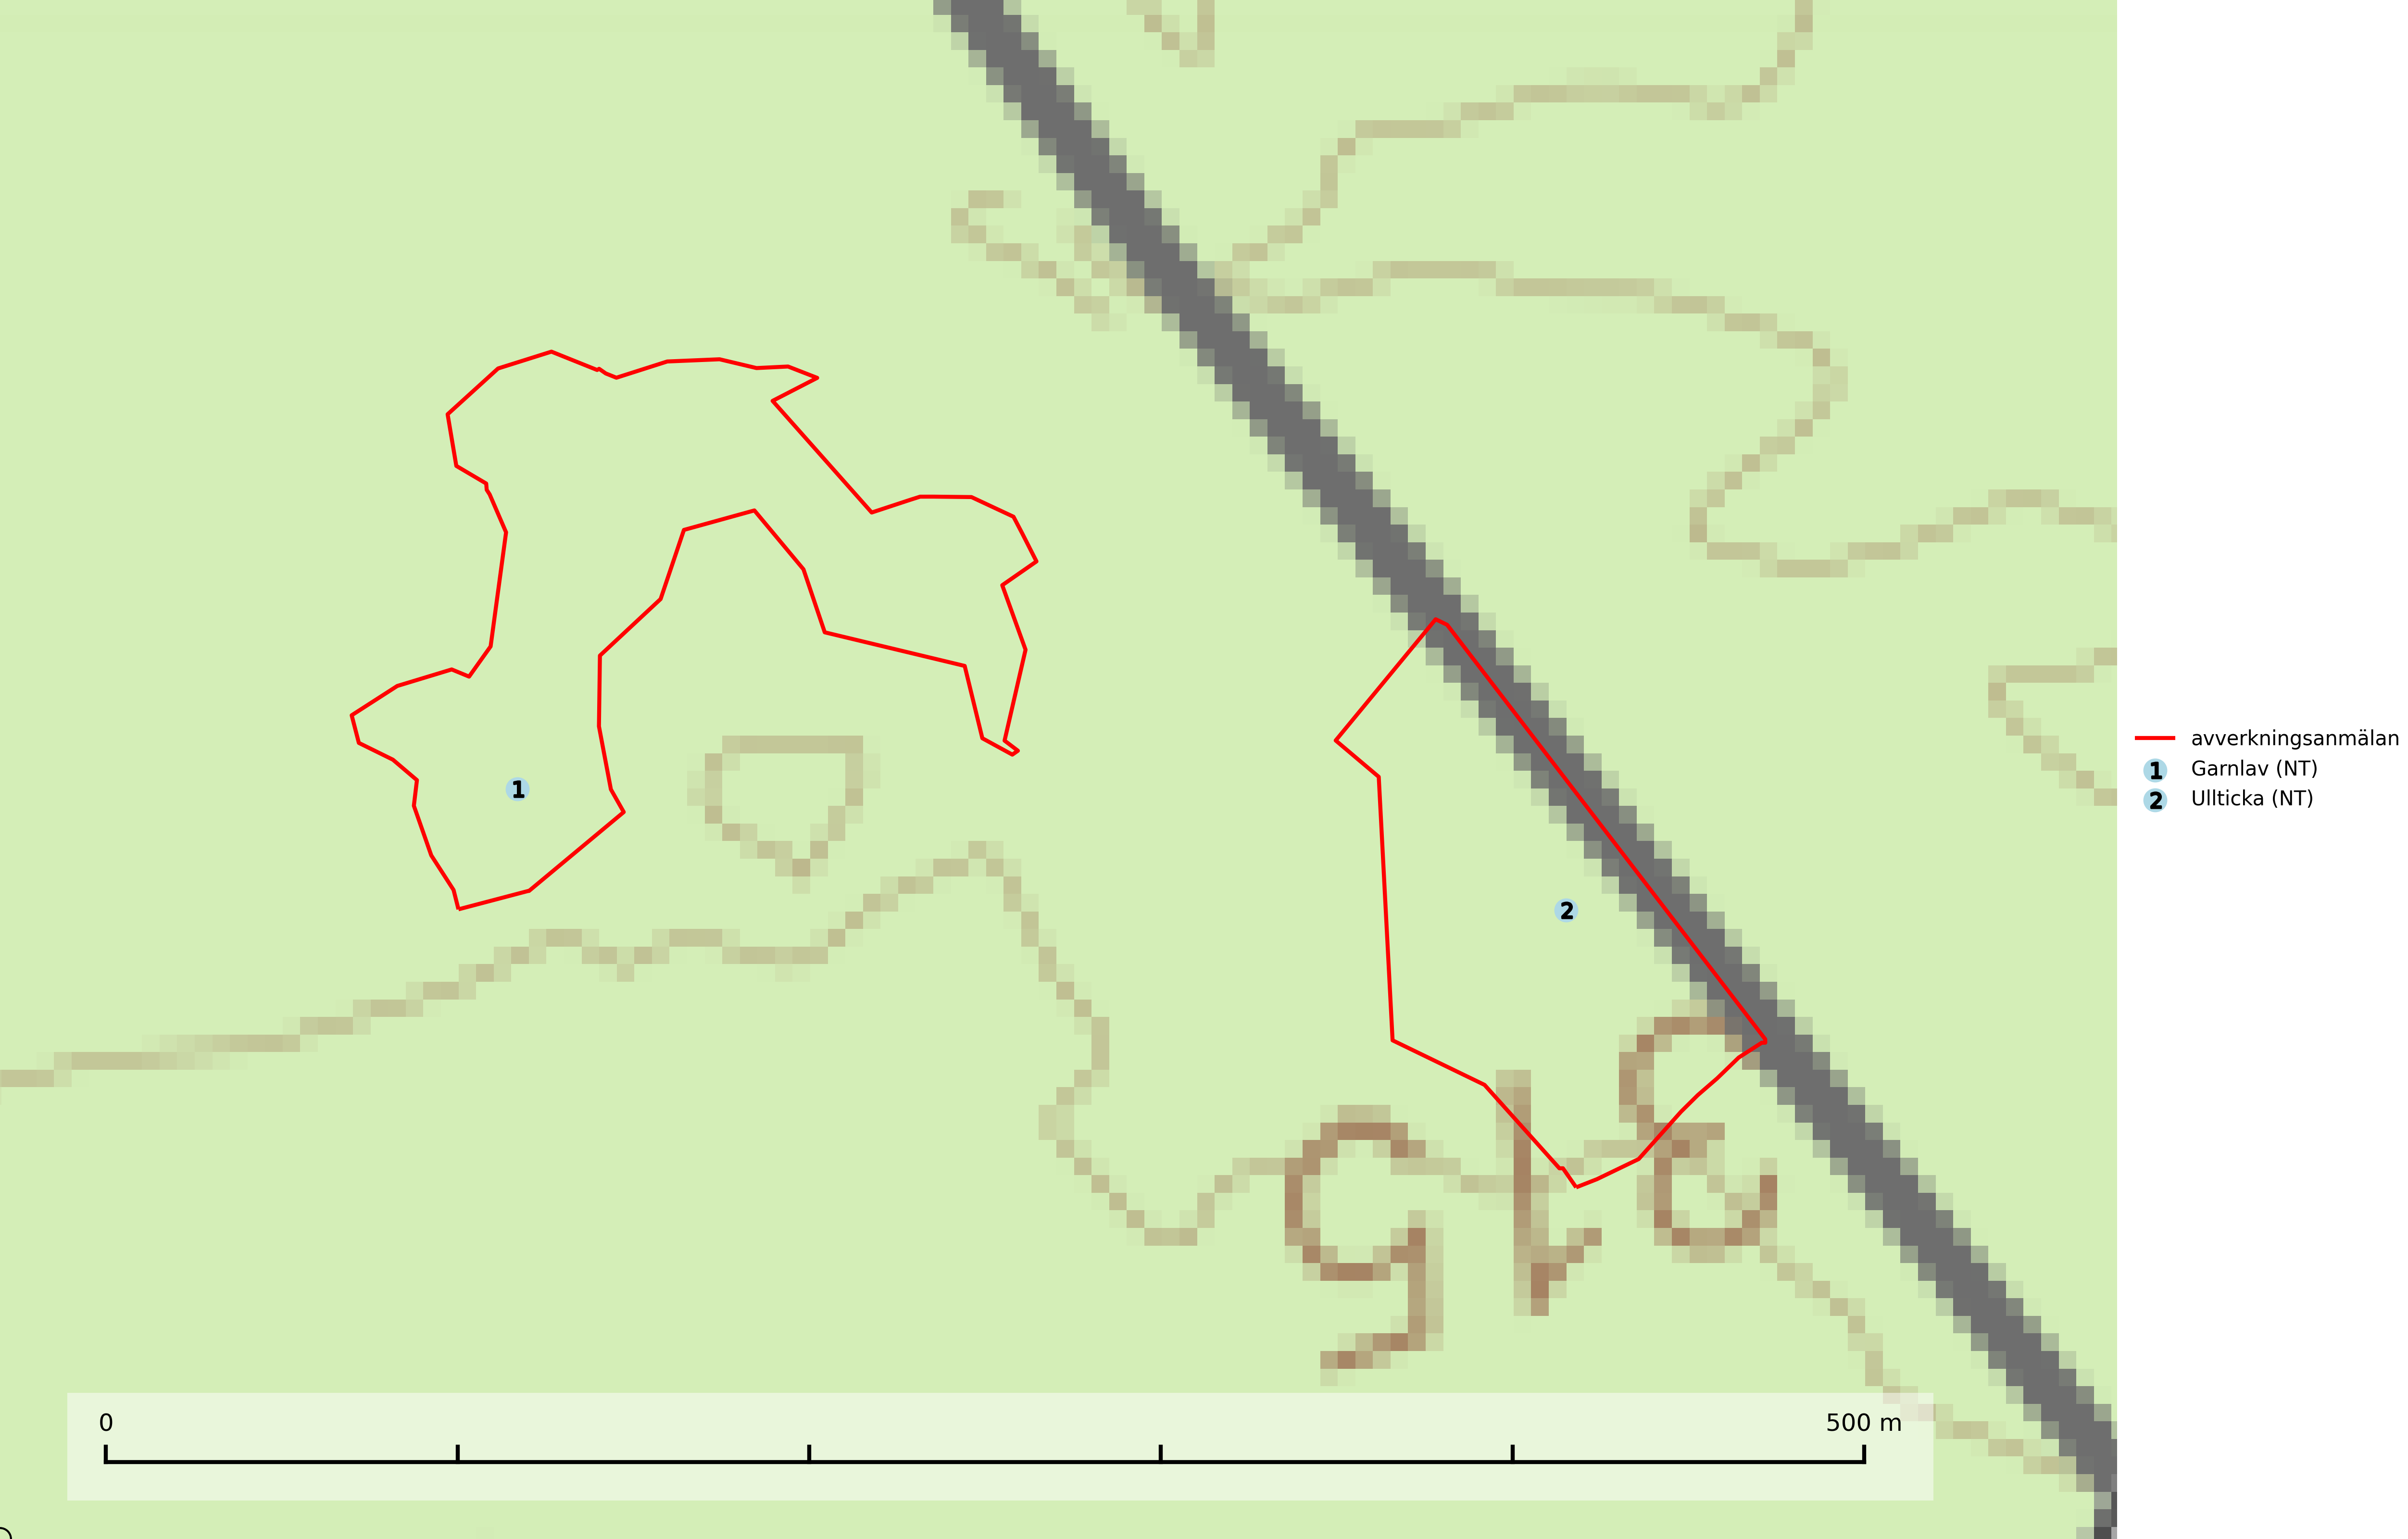 avverkningsanmälan
1 Garnlav (NT)
2 Ullticka (NT)
1
2
0 500 m